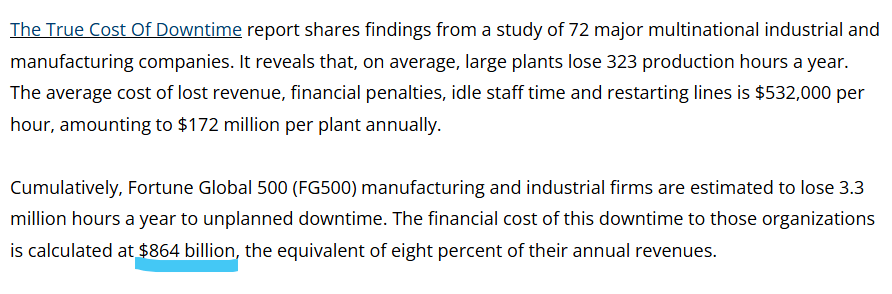 The True Cost Of Downtime report shares findings from a study of 72 major multinational industrial and
manufacturing companies. It reveals that, on average, large plants lose 323 production hours a year.
The average cost of lost revenue, financial penalties, idle staff time and restarting lines is $532,000 per
hour, amounting to $172 million per plant annually.
Cumulatively, Fortune Global 500 (FG500) manufacturing and industrial firms are estimated to lose 3.3
million hours a year to unplanned downtime. The financial cost of this downtime to those organizations
is calculated at $864 billion, the equivalent of eight percent of their annual revenues.